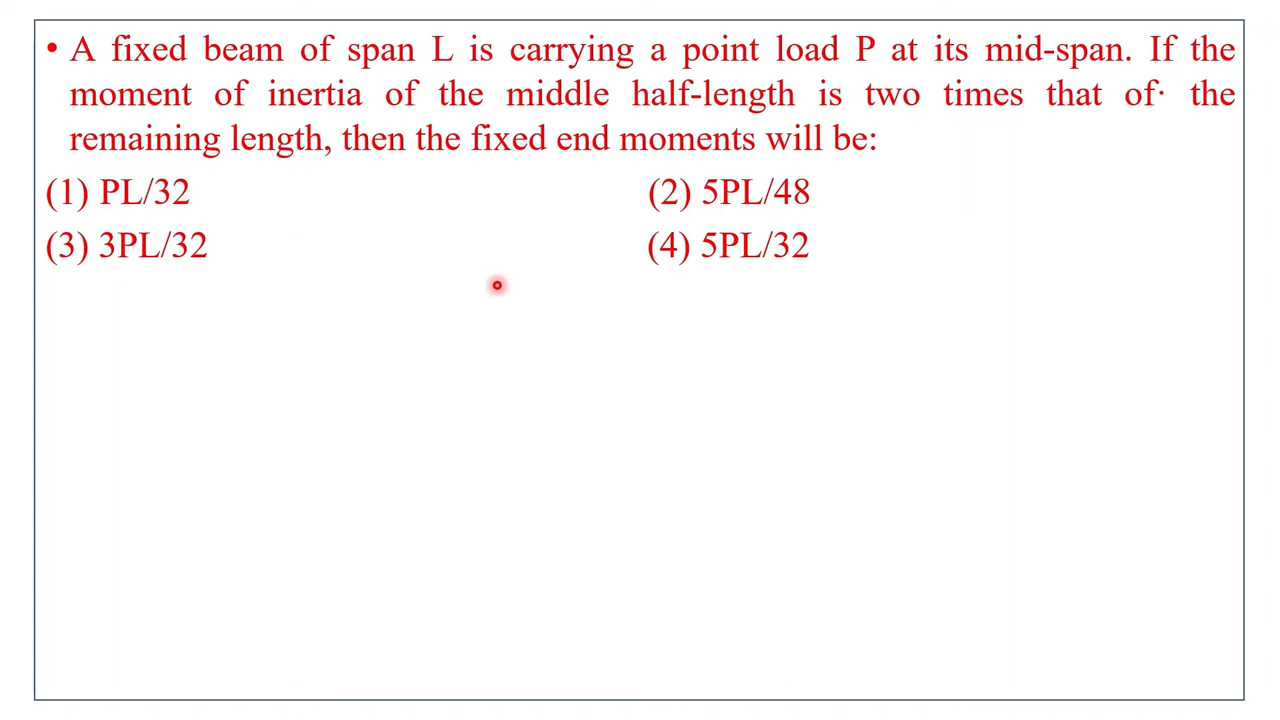 • A fixed beam of span L is carrying a point load P at its mid-span. If the
moment of inertia of the middle half-length is two times that of· the
remaining length, then the fixed end moments will be:
(1) PL/32 (2) 5PL/48
(3) 3PL/32 (4) 5PL/32